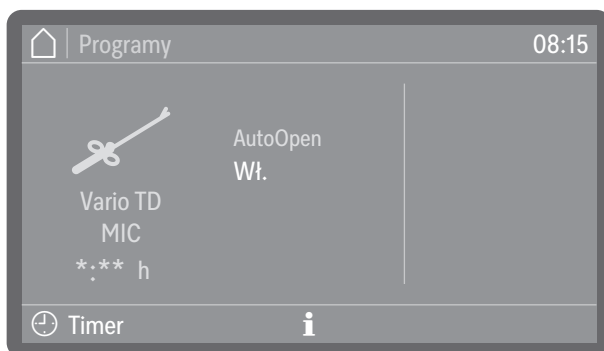 Programy
08:15
AutoOpen
Wł.
Vario TD
MIC
*:** h
Timer
i